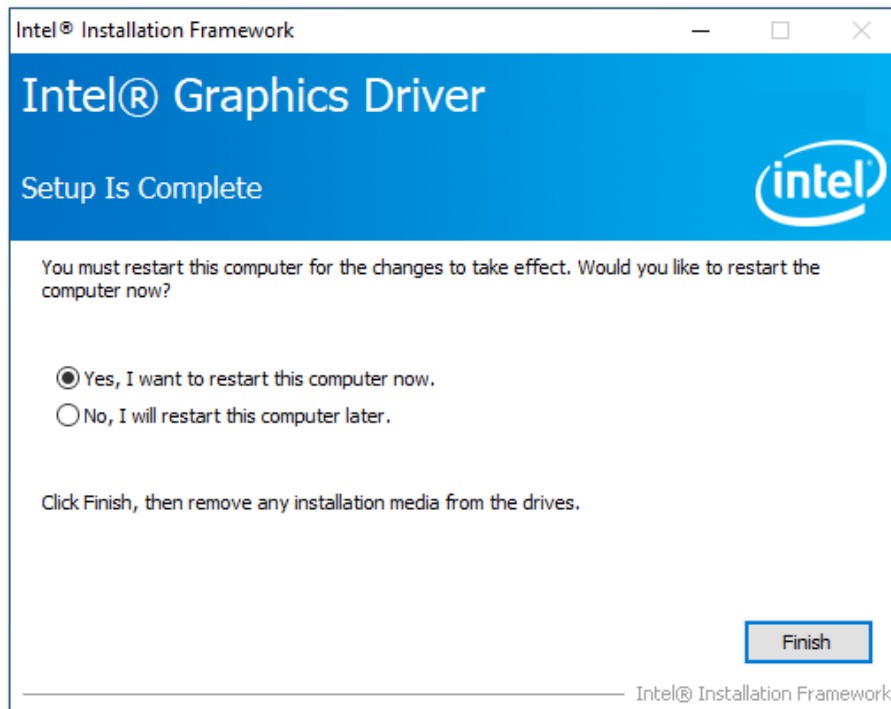 Intel® Installation Framework
Intel® Graphics Driver
Setup Is Complete
intel®
You must restart this computer for the changes to take effect. Would you like to restart the
computer now?
Yes, I want to restart this computer now.
No, I will restart this computer later.
Click Finish, then remove any installation media from the drives.
Finish
Intel® Installation Framework